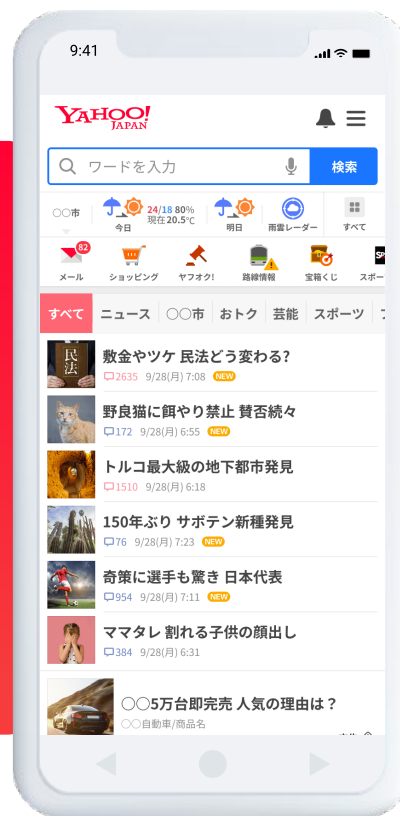 9:41
YAHOO!
JAPAN
ワードを入力
検索
○○市
24/18 80%
現在20.5℃
今日
明日
雨雲レーダー
すべて
82
メール
ショッピング
ヤフオク!
路線情報
宝箱くじ
スポー
すべて
ニュース
○○市
おトク
芸能
スポーツ
民法
敷金やツケ 民法どう変わる?
2635 9/28(月) 7:08 NEW
野良猫に餌やり禁止 賛否続々
172 9/28(月) 6:55 NEW
トルコ最大級の地下都市発見
1510 9/28(月) 6:18
150年ぶり サボテン新種発見
76 9/28(月) 7:23 NEW
奇策に選手も驚き 日本代表
954 9/28(月) 7:11 NEW
ママタレ 割れる子供の顔出し
384 9/28(月) 6:31
○○5万台即完売 人気の理由は？
○○自動車/商品名